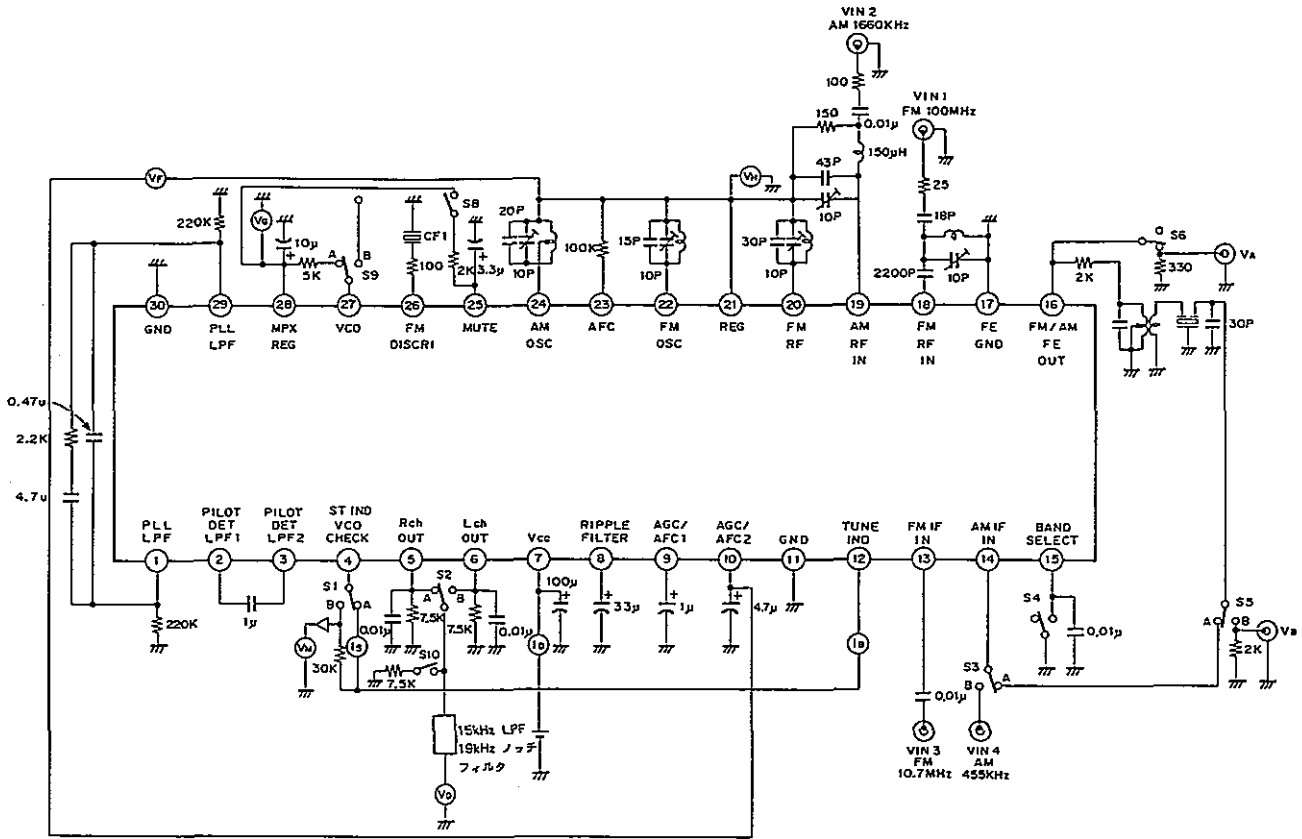 VIN 2
AM 1660KHz
100
0.01μ
150
150μH
VIN 1
FM 100MHz
43P
10P
25
18P
2200P
10P
VF
VH
220K
VG
10μ
+
5K
A
B
S9
CF1
100
S8
2K
3.3μ
+
20P
10P
100K
15P
10P
30P
10P
S6
2K
330
VA
30P
30
29
28
27
26
25
24
23
22
21
20
19
18
17
16
GND
PLL
LPF
MPX
REG
VCO
FM
DISCRI
MUTE
AM
OSC
AFC
FM
OSC
REG
FM
RF
AM
RF
IN
FM
RF
IN
FE
GND
FM/AM
FE
OUT
0.47u
2.2K
4.7u
PLL
LPF
PILOT
DET
LPF1
PILOT
DET
LPF2
ST IND
VCO
CHECK
Rch
OUT
Lch
OUT
Vcc
RIPPLE
FILTER
AGC/
AFC1
AGC/
AFC2
GND
TUNE
IND
FM IF
IN
AM IF
IN
BAND
SELECT
1
2
3
4
5
6
7
8
9
10
11
12
13
14
15
220K
1μ
S1
B
A
VM
30K
IS
0.01μ
7.5K
S2
A
B
7.5K
0.01μ
S10
7.5K
100μ
+
ID
33μ
+
1μ
+
4.7μ
+
IB
0.01μ
S3
B
A
S4
0.01μ
S5
A
B
2K
VB
15kHz LPF
19kHz ノッチ
フィルタ
VO
VIN 3
FM
10.7MHz
VIN 4
AM
455KHz